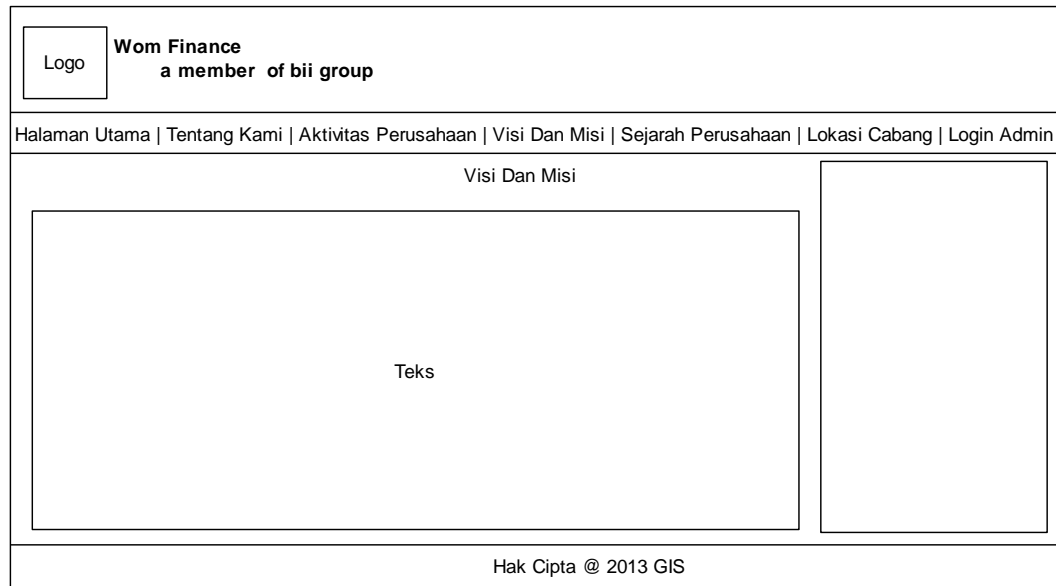 Logo
Wom Finance
a member of bii group
Halaman Utama | Tentang Kami | Aktivitas Perusahaan | Visi Dan Misi | Sejarah Perusahaan | Lokasi Cabang | Login Admin
Visi Dan Misi
Teks
Hak Cipta @ 2013 GIS